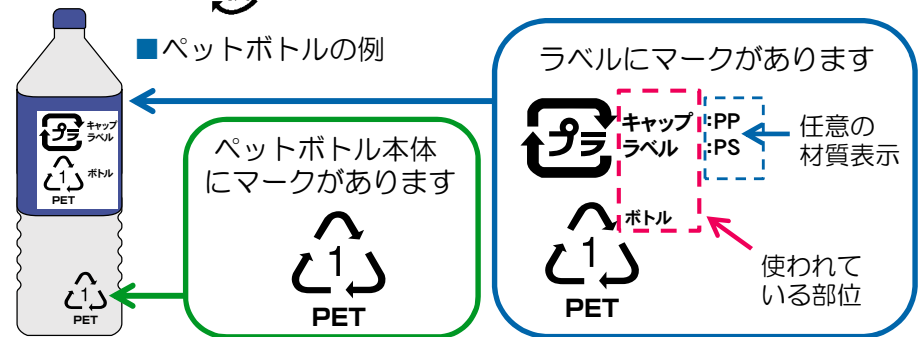 ■ペットボトルの例
プラ
キャップ
ラベル
1
ボトル
PET
1
PET
ペットボトル本体
にマークがあります
1
PET
ラベルにマークがあります
プラ
キャップ :PP
ラベル :PS
任意の
材質表示
ボトル
1
PET
使われて
いる部位